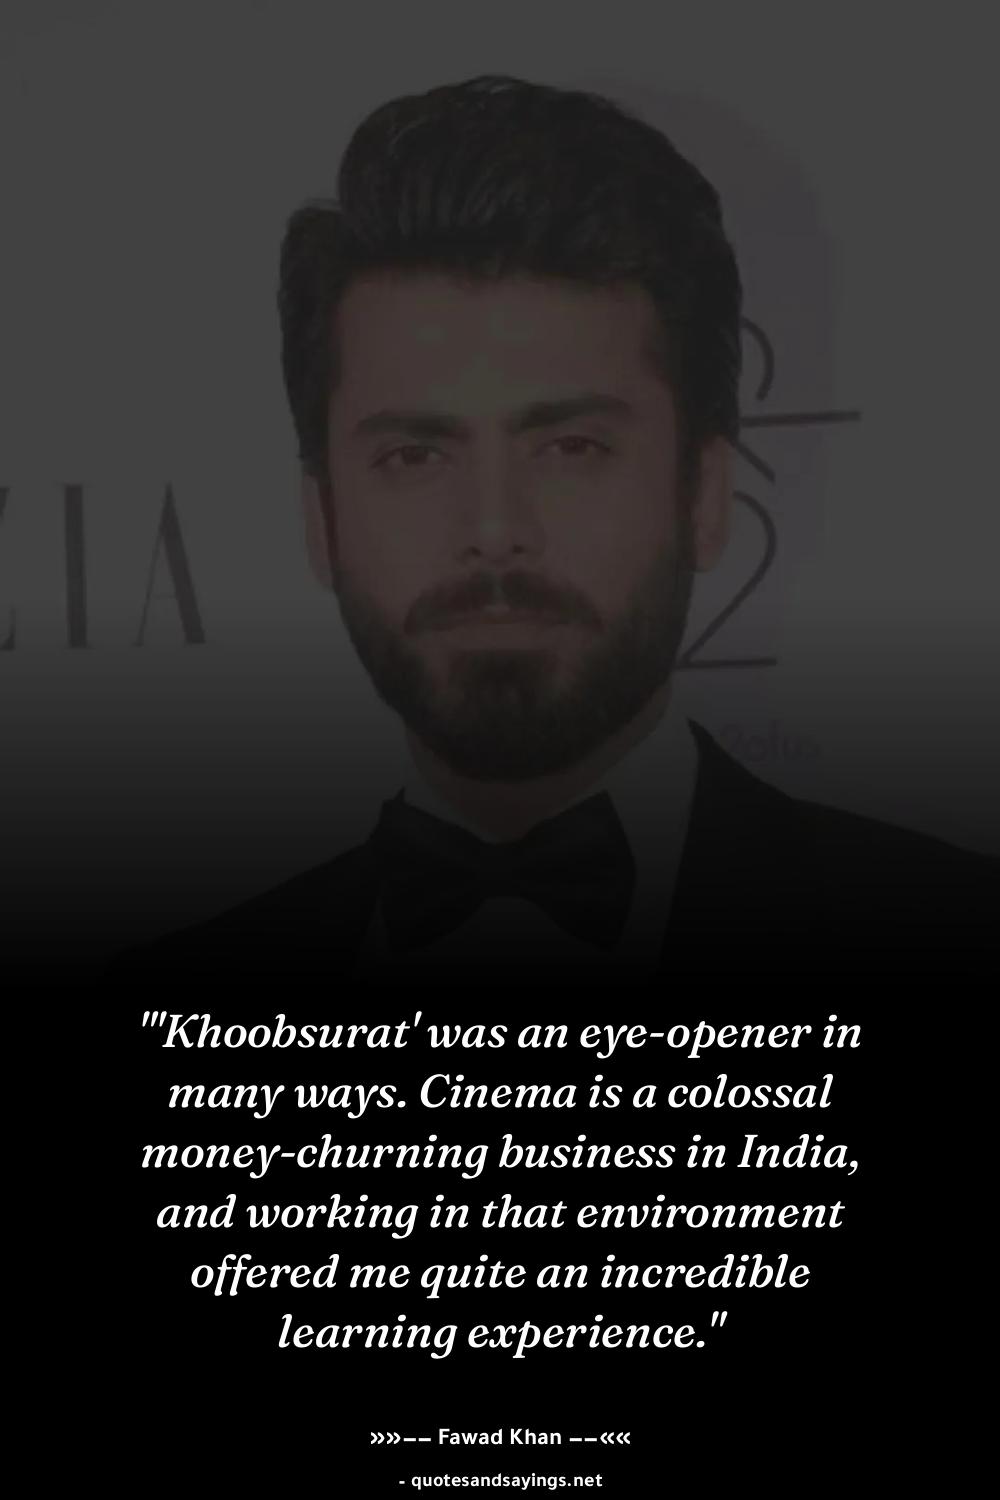 ZIA
2plus
"'Khoobsurat' was an eye-opener in
many ways. Cinema is a colossal
money-churning business in India,
and working in that environment
offered me quite an incredible
learning experience."
»»–– Fawad Khan ––««
- quotesandsayings.net